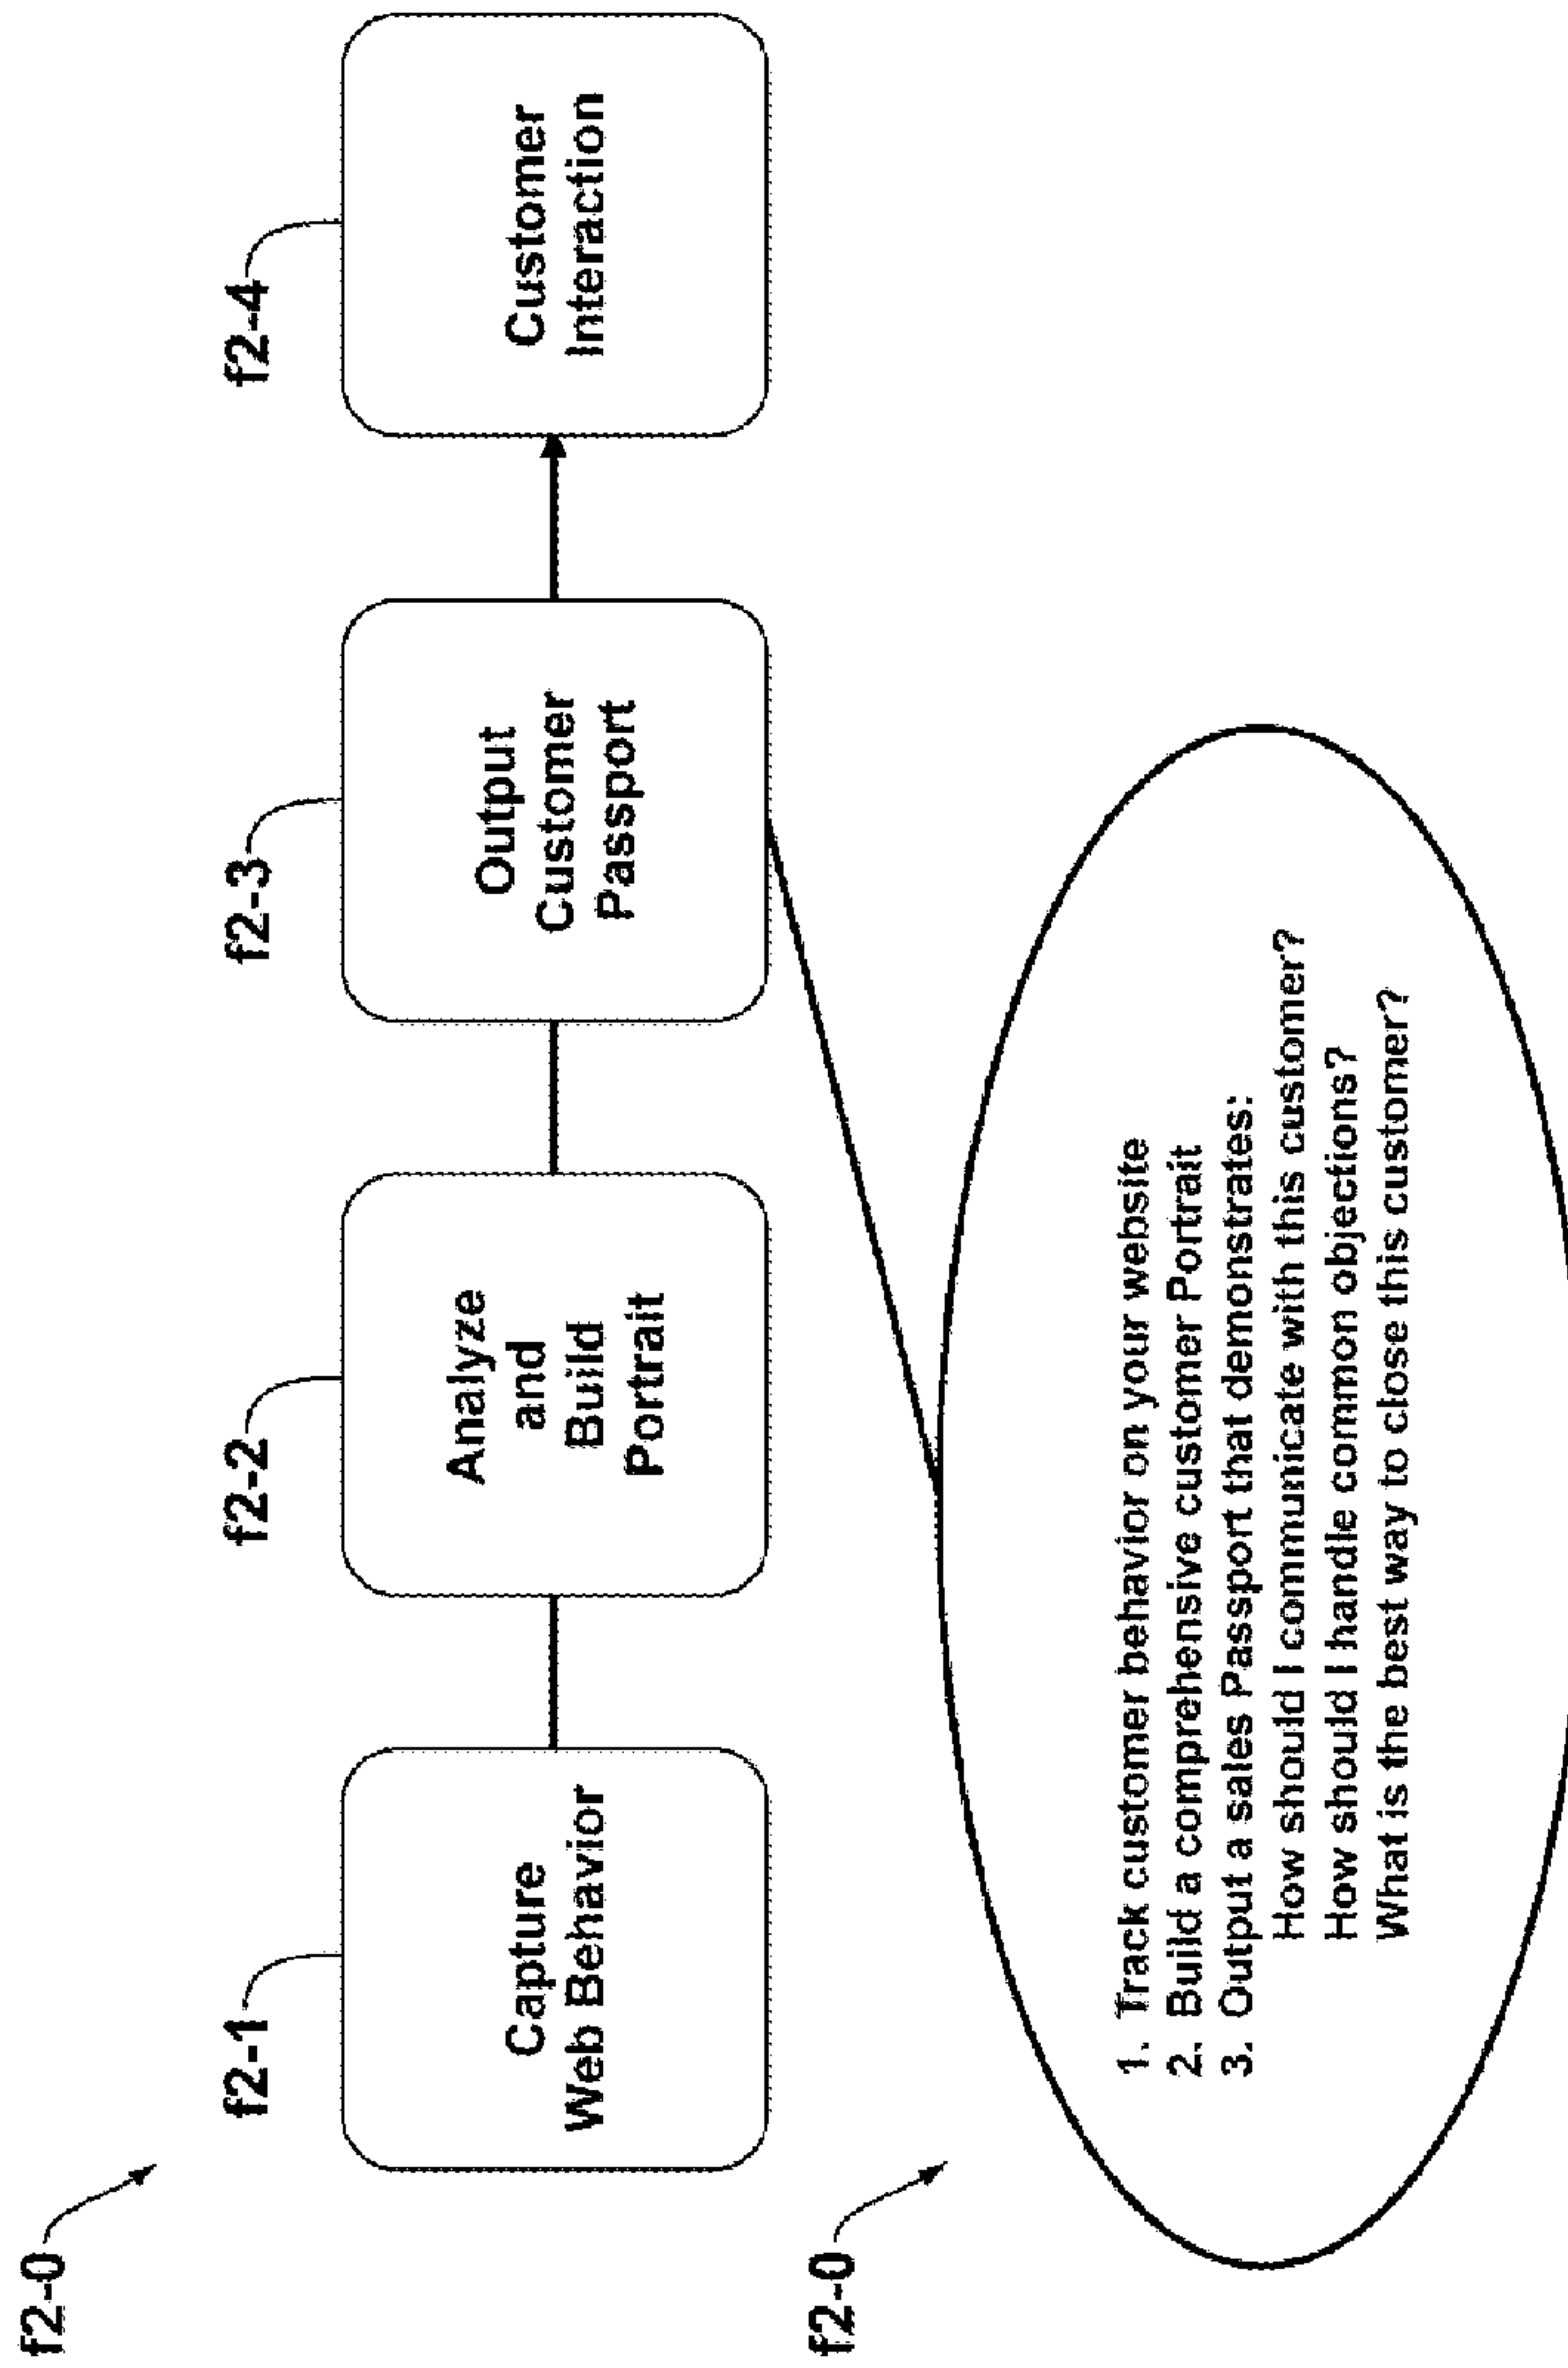 f2-0
f2-1
Capture
Web Behavior
f2-2
Analyze
and
Build
Portrait
f2-3
Output
Customer
Passport
f2-4
Customer
Interaction
f2-0
1. Track customer behavior on your website
2. Build a comprehensive customer Portrait
3. Output a sales Passport that demonstrates:
How should I communicate with this customer?
How should I handle common objections?
What is the best way to close this customer?